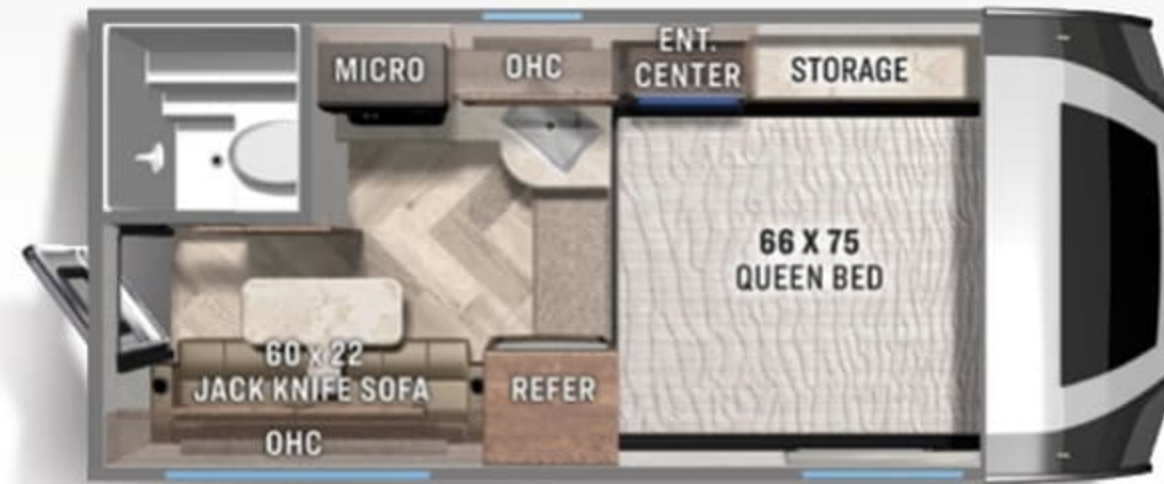 MICRO
OHC
ENT.
CENTER
STORAGE
66 X 75
QUEEN BED
60 x 22
JACK KNIFE SOFA
REFER
OHC